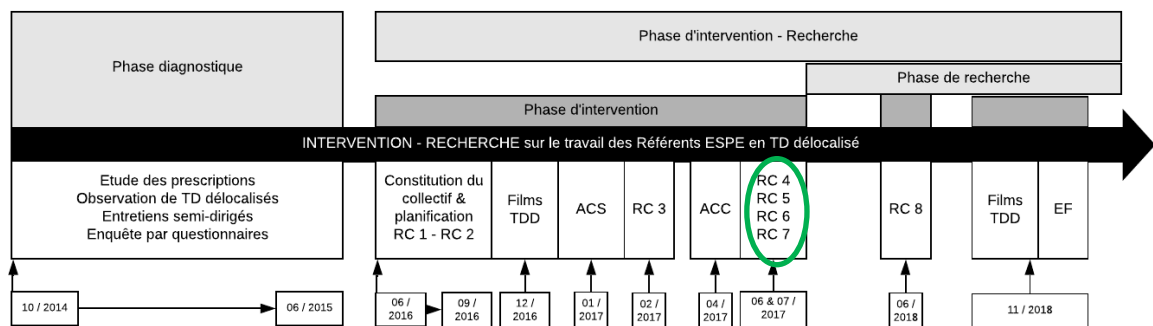 Phase d'intervention - Recherche
Phase diagnostique
Phase de recherche
Phase d'intervention
INTERVENTION - RECHERCHE sur le travail des Référents ESPE en TD délocalisé
Etude des prescriptions
Observation de TD délocalisés
Entretiens semi-dirigés
Enquête par questionnaires
Constitution du
collectif &
planification
RC 1 - RC 2
Films
TDD
ACS
RC 3
ACC
RC 4
RC 5
RC 6
RC 7
RC 8
Films
TDD
EF
10 / 2014
06 / 2015
06 /
2016
09 /
2016
12 /
2016
01 /
2017
02 /
2017
04 /
2017
06 & 07 /
2017
06 /
2018
11 / 2018